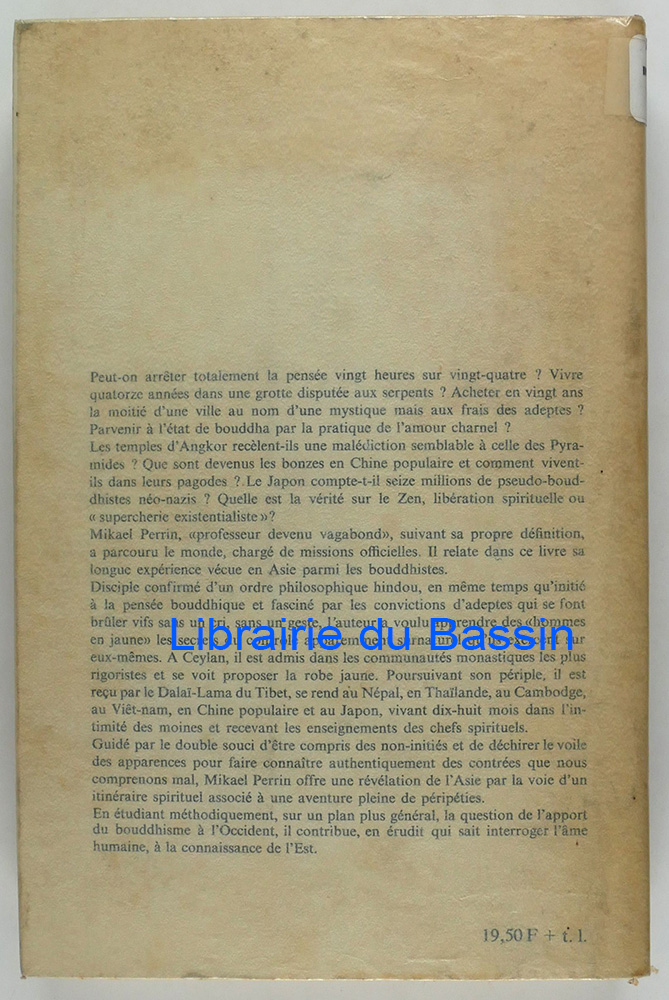 Peut-on arrêter totalement la pensée vingt heures sur vingt-quatre ? Vivre
quatorze années dans une grotte disputée aux serpents ? Acheter en vingt ans
la moitié d'une ville au nom d'une mystique mais aux frais des adeptes ?
Parvenir à l'état de bouddha par la pratique de l'amour charnel ?
Les temples d'Angkor recèlent-ils une malédiction semblable à celle des Pyra-
mides ? Que sont devenus les bonzes en Chine populaire et comment vivent-
ils dans leurs pagodes ? Le Japon compte-t-il seize millions de pseudo-boud-
dhistes néo-nazis ? Quelle est la vérité sur le Zen, libération spirituelle ou
« supercherie existentialiste »?
Mikael Perrin, «professeur devenu vagabond», suivant sa propre définition,
a parcouru le monde, chargé de missions officielles. Il relate dans ce livre sa
longue expérience vécue en Asie parmi les bouddhistes.
Disciple confirmé d'un ordre philosophique hindou, en même temps qu'initié
à la pensée bouddhique et fasciné par les convictions d'adeptes qui se font
brûler vifs sans un cri, sans un geste, l'auteur a voulu apprendre des «hommes
en jaune» les secrets du contrôle apparemment surnaturel qu'ils exercent sur
Librairie du Bassin
eux-mêmes. A Ceylan, il est admis dans les communautés monastiques les plus
rigoristes et se voit proposer la robe jaune. Poursuivant son périple, il est
reçu par le Dalaï-Lama du Tibet, se rend au Népal, en Thaïlande, au Cambodge,
au Viêt-nam, en Chine populaire et au Japon, vivant dix-huit mois dans l'in-
timité des moines et recevant les enseignements des chefs spirituels.
Guidé par le double souci d'être compris des non-initiés et de déchirer le voile
des apparences pour faire connaître authentiquement des contrées que nous
comprenons mal, Mikael Perrin offre une révélation de l'Asie par la voie d'un
itinéraire spirituel associé à une aventure pleine de péripéties.
En étudiant méthodiquement, sur un plan plus général, la question de l'apport
du bouddhisme à l'Occident, il contribue, en érudit qui sait interroger l'âme
humaine, à la connaissance de l'Est.
19,50 F + t. l.